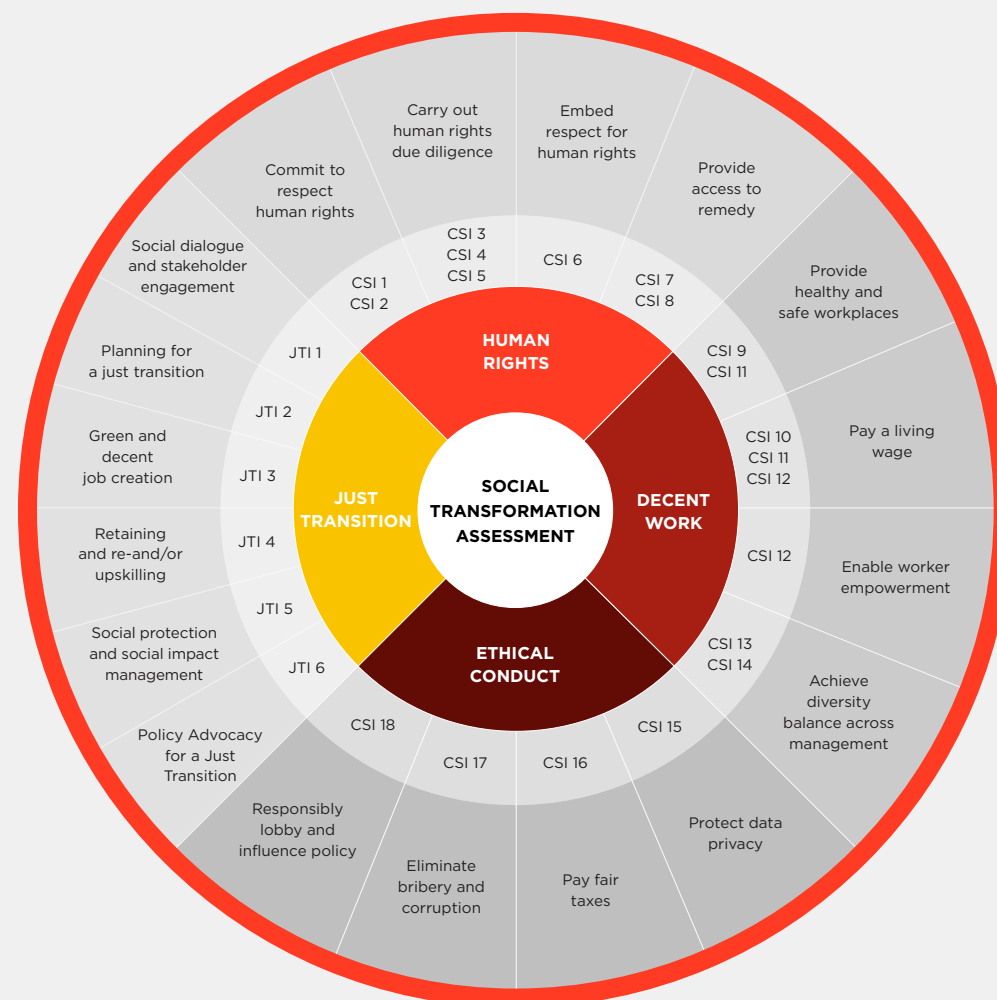 SOCIAL
TRANSFORMATION
ASSESSMENT
HUMAN
RIGHTS
Commit to
respect
human rights
CSI 1
CSI 2
Carry out
human rights
due diligence
CSI 3
CSI 4
CSI 5
Embed
respect for
human rights
CSI 6
Provide
access to
remedy
CSI 7
CSI 8
DECENT
WORK
Provide
healthy and
safe workplaces
CSI 9
CSI 11
Pay a living
wage
CSI 10
CSI 11
CSI 12
Enable worker
empowerment
CSI 12
Achieve
diversity
balance across
management
CSI 13
CSI 14
ETHICAL
CONDUCT
Protect data
privacy
CSI 15
Pay fair
taxes
CSI 16
Eliminate
bribery and
corruption
CSI 17
Responsibly
lobby and
influence policy
CSI 18
JUST
TRANSITION
Policy Advocacy
for a Just
Transition
JTI 6
Social protection
and social impact
management
JTI 5
Retaining
and re-and/or
upskilling
JTI 4
Green and
decent
job creation
JTI 3
Planning for
a just transition
JTI 2
Social dialogue
and stakeholder
engagement
JTI 1